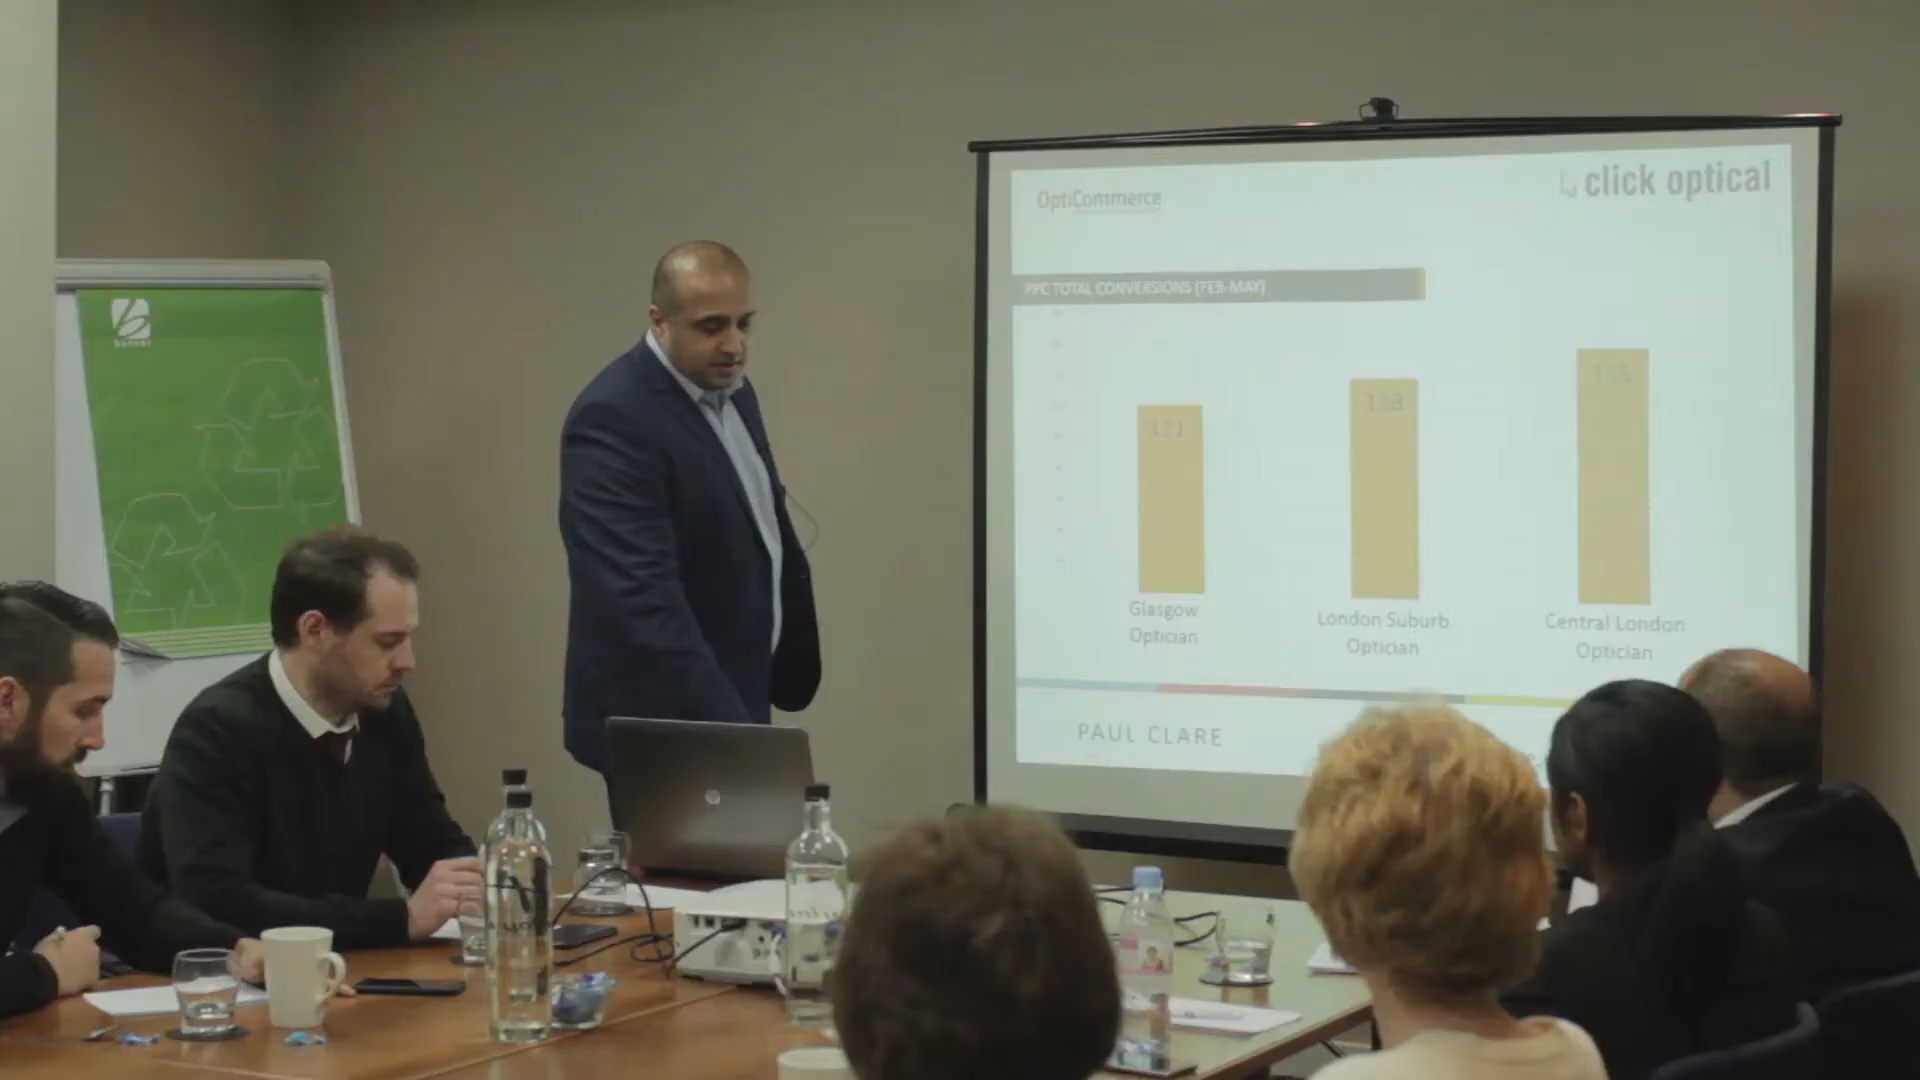 OptiCommerce
click optical
PPC TOTAL CONVERSIONS (FEB-MAY)
138
155
Glasgow
Optician
London Suburb
Optician
Central London
Optician
PAUL CLARE